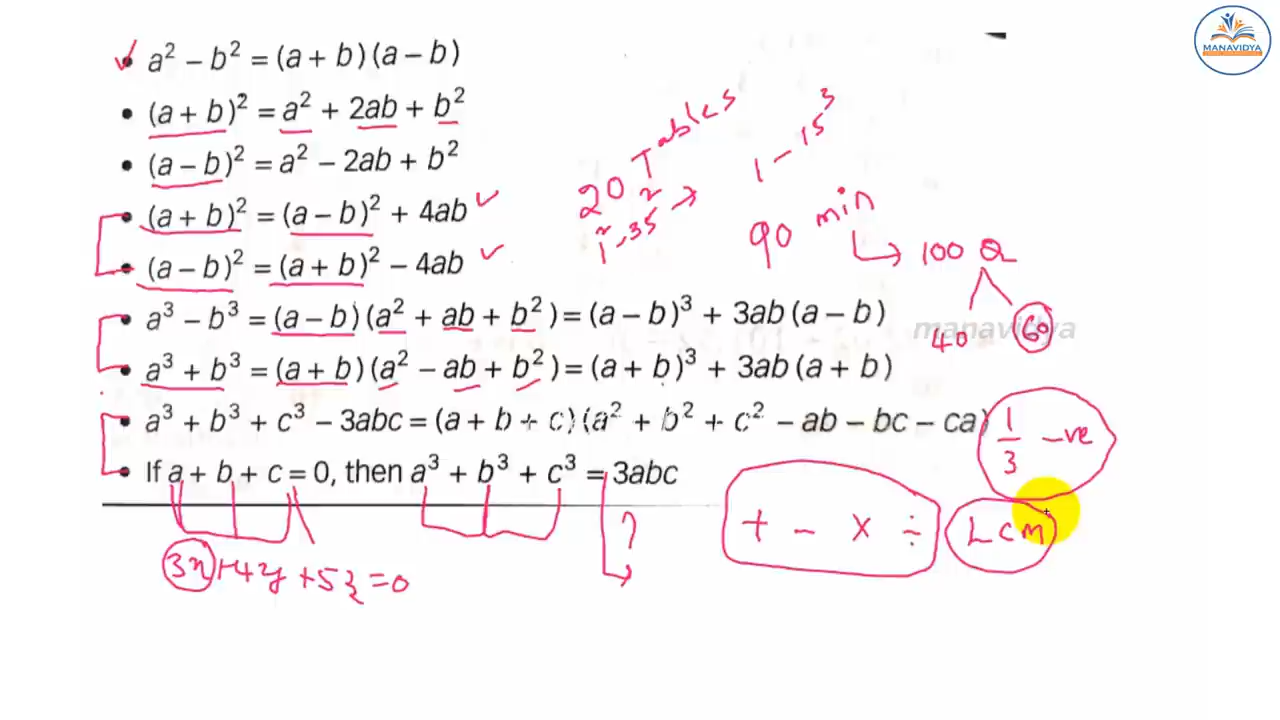 MANAVIDYA
a² − b² = (a + b)(a − b)
• (a + b)² = a² + 2ab + b²
• (a − b)² = a² − 2ab + b²
• (a + b)² = (a − b)² + 4ab
• (a − b)² = (a + b)² − 4ab
• a³ − b³ = (a − b)(a² + ab + b²) = (a − b)³ + 3ab(a − b)
• a³ + b³ = (a + b)(a² − ab + b²) = (a + b)³ + 3ab(a + b)
• a³ + b³ + c³ − 3abc = (a + b + c)(a² + b² + c² − ab − bc − ca)
• If a + b + c = 0, then a³ + b³ + c³ = 3abc
20 Tables
1² - 35² →
1 - 15³
90 min
100 Q
40 60
manavidya
1/3 -ve
+ − × ÷
LCM
?
3x + 4y + 5z = 0